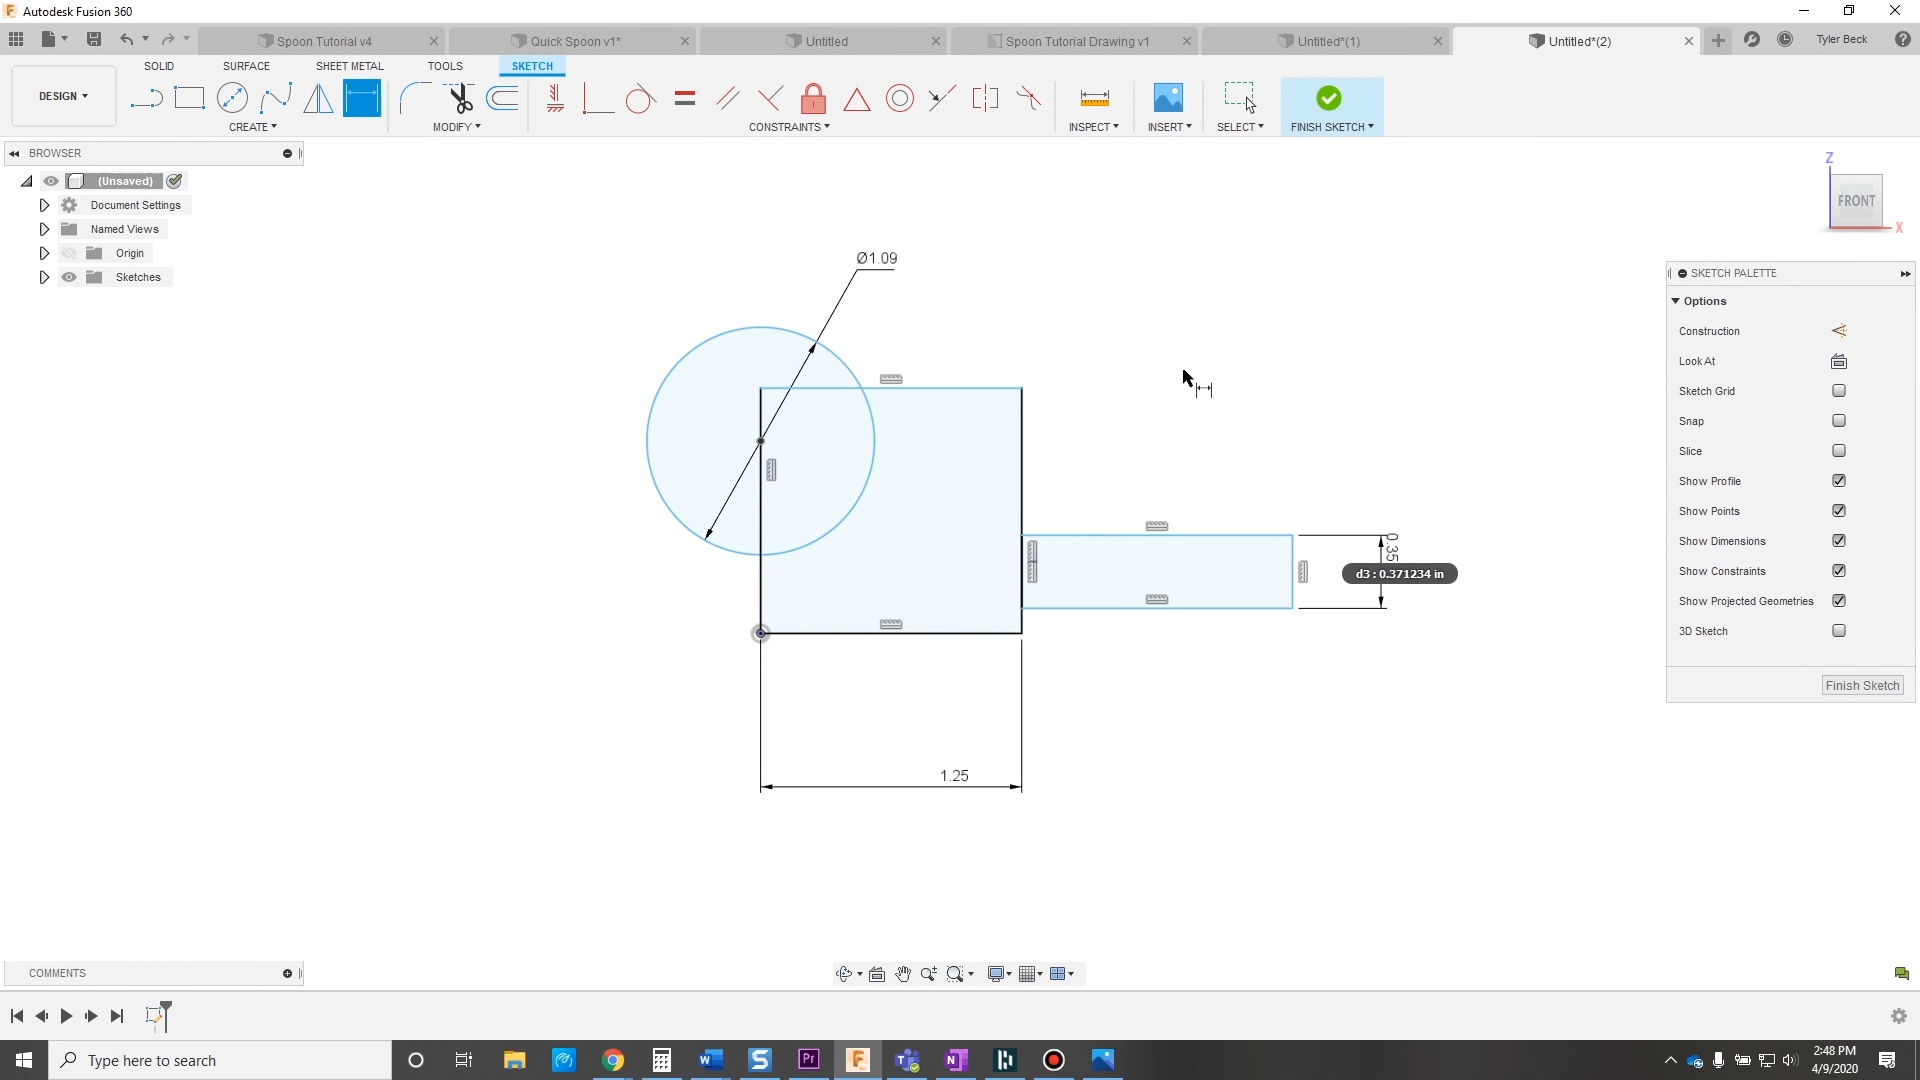 Autodesk Fusion 360
Spoon Tutorial v4
Quick Spoon v1*
Untitled
Spoon Tutorial Drawing v1
Untitled*(1)
Untitled*(2)
Tyler Beck
DESIGN
SOLID
SURFACE
SHEET METAL
TOOLS
SKETCH
CREATE
MODIFY
CONSTRAINTS
INSPECT
INSERT
SELECT
FINISH SKETCH
BROWSER
(Unsaved)
Document Settings
Named Views
Origin
Sketches
Z
FRONT
X
Ø1.09
0.35
d3 : 0.371234 in
1.25
SKETCH PALETTE
Options
Construction
Look At
Sketch Grid
Snap
Slice
Show Profile
Show Points
Show Dimensions
Show Constraints
Show Projected Geometries
3D Sketch
Finish Sketch
COMMENTS
Type here to search
2:48 PM
4/9/2020